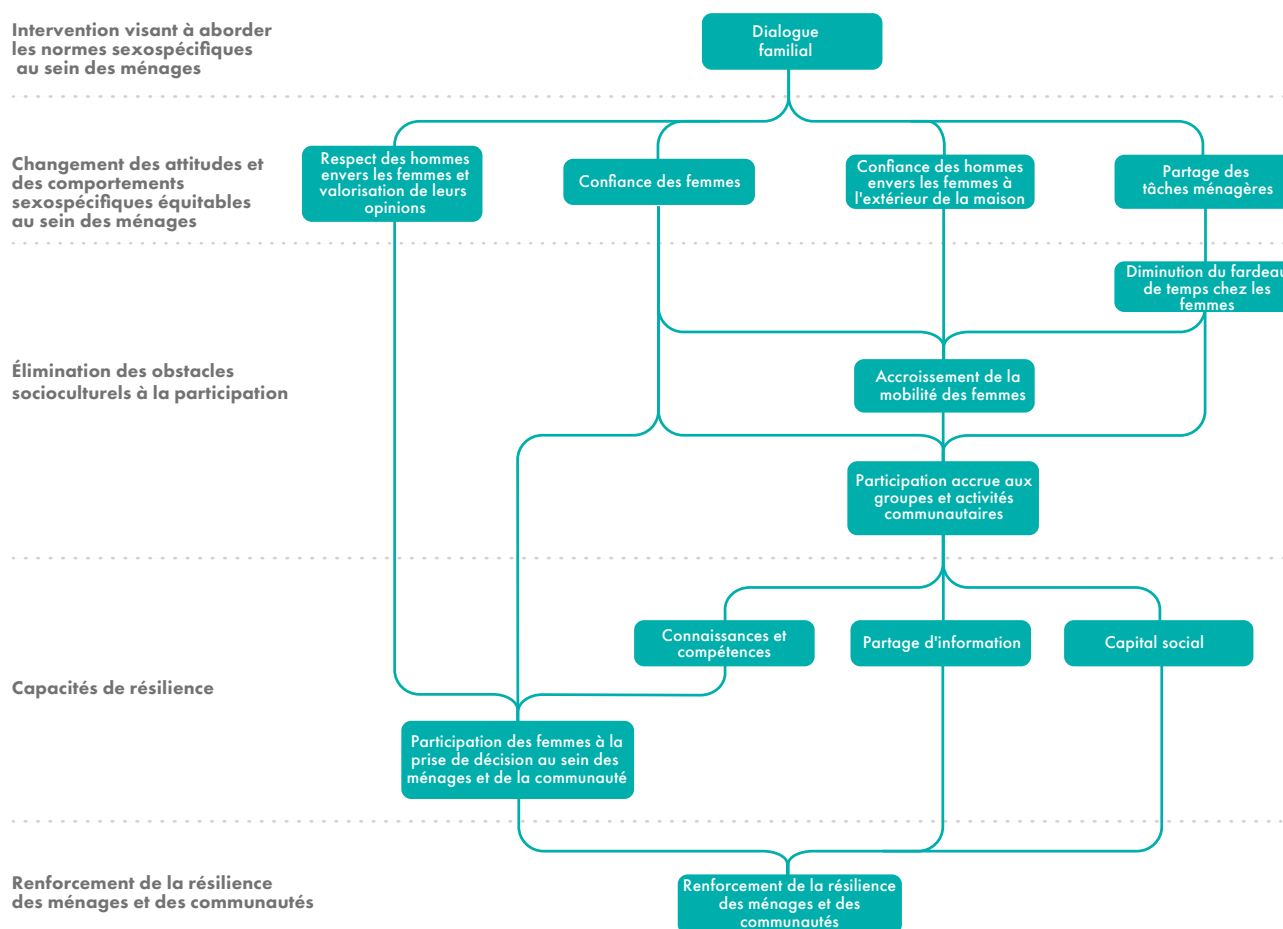 Intervention visant à aborder
les normes sexospécifiques
au sein des ménages
Dialogue
familial
Changement des attitudes et
des comportements
sexospécifiques équitables
au sein des ménages
Respect des hommes
envers les femmes et
valorisation de leurs
opinions
Confiance des femmes
Confiance des hommes
envers les femmes à
l'extérieur de la maison
Partage des
tâches ménagères
Diminution du fardeau
de temps chez les
femmes
Élimination des obstacles
socioculturels à la participation
Accroissement de la
mobilité des femmes
Participation accrue aux
groupes et activités
communautaires
Capacités de résilience
Connaissances et
compétences
Partage d'information
Capital social
Participation des femmes à la
prise de décision au sein des
ménages et de la communauté
Renforcement de la résilience
des ménages et des communautés
Renforcement de la résilience
des ménages et des
communautés